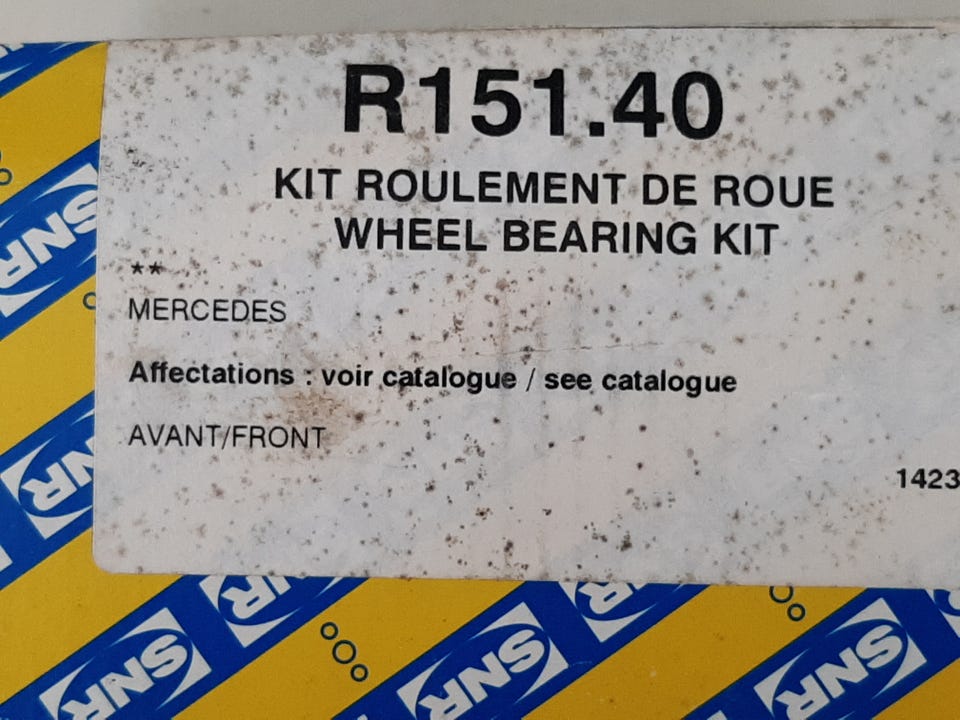 R151.40
KIT ROULEMENT DE ROUE
WHEEL BEARING KIT
**
MERCEDES
Affectations : voir catalogue / see catalogue
AVANT/FRONT
1423
SNR
SNR
SNR
SNR
SNR
SNR
SNR